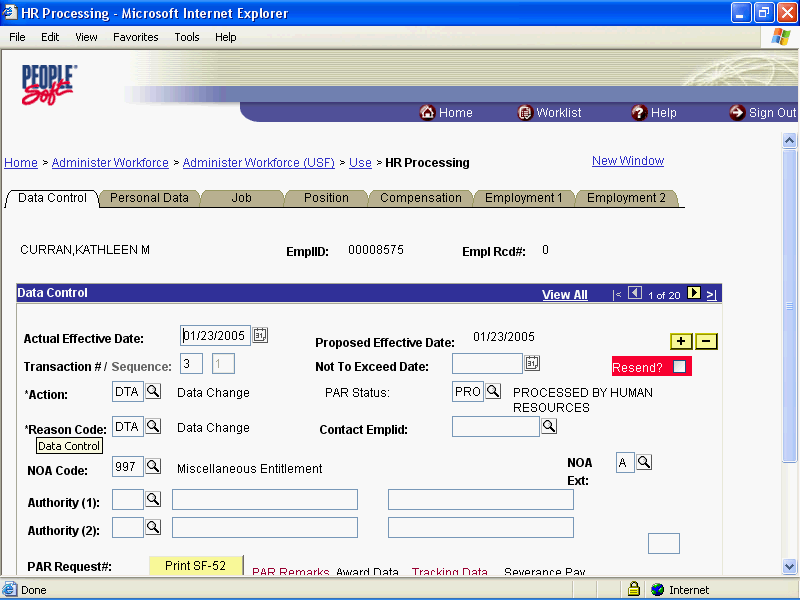 HR Processing - Microsoft Internet Explorer
File Edit View Favorites Tools Help
PEOPLE
Soft
Home Worklist Help Sign Out
Home > Administer Workforce > Administer Workforce (USF) > Use > HR Processing New Window
Data Control Personal Data Job Position Compensation Employment 1 Employment 2
CURRAN,KATHLEEN M EmplID: 00008575 Empl Rcd#: 0
Data Control View All |< 1 of 20 >|
Actual Effective Date: 01/23/2005 Proposed Effective Date: 01/23/2005 + −
Transaction # / Sequence: 3 1 Not To Exceed Date: Resend?
*Action: DTA Data Change PAR Status: PRO PROCESSED BY HUMAN
RESOURCES
*Reason Code: DTA Data Change Contact Emplid:
Data Control
NOA Code: 997 Miscellaneous Entitlement NOA
Ext: A
Authority (1):
Authority (2):
PAR Request#: Print SF-52 PAR Remarks Award Data Tracking Data Severance Pay
Done Internet